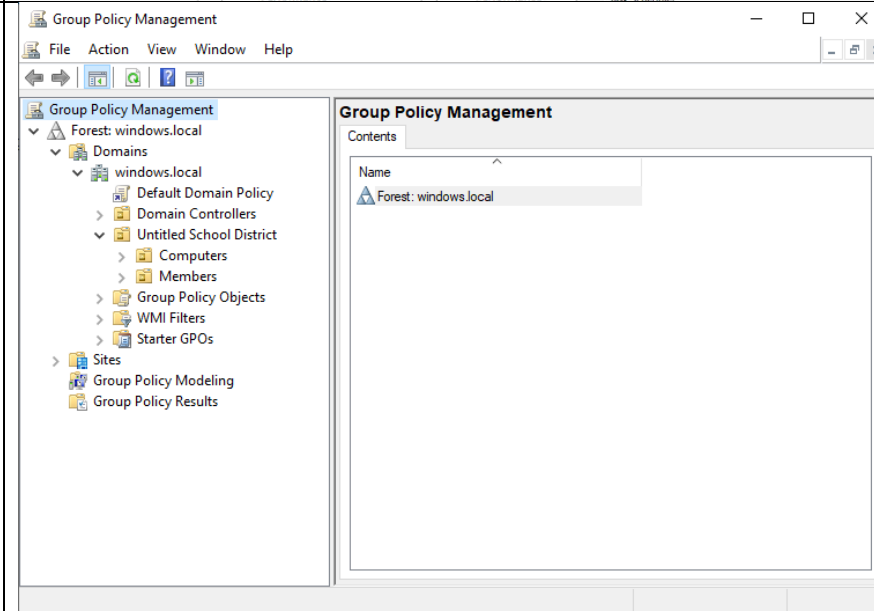 Group Policy Management
File Action View Window Help
Group Policy Management
Forest: windows.local
Domains
windows.local
Default Domain Policy
Domain Controllers
Untitled School District
Computers
Members
Group Policy Objects
WMI Filters
Starter GPOs
Sites
Group Policy Modeling
Group Policy Results
Group Policy Management
Contents
Name
Forest: windows.local